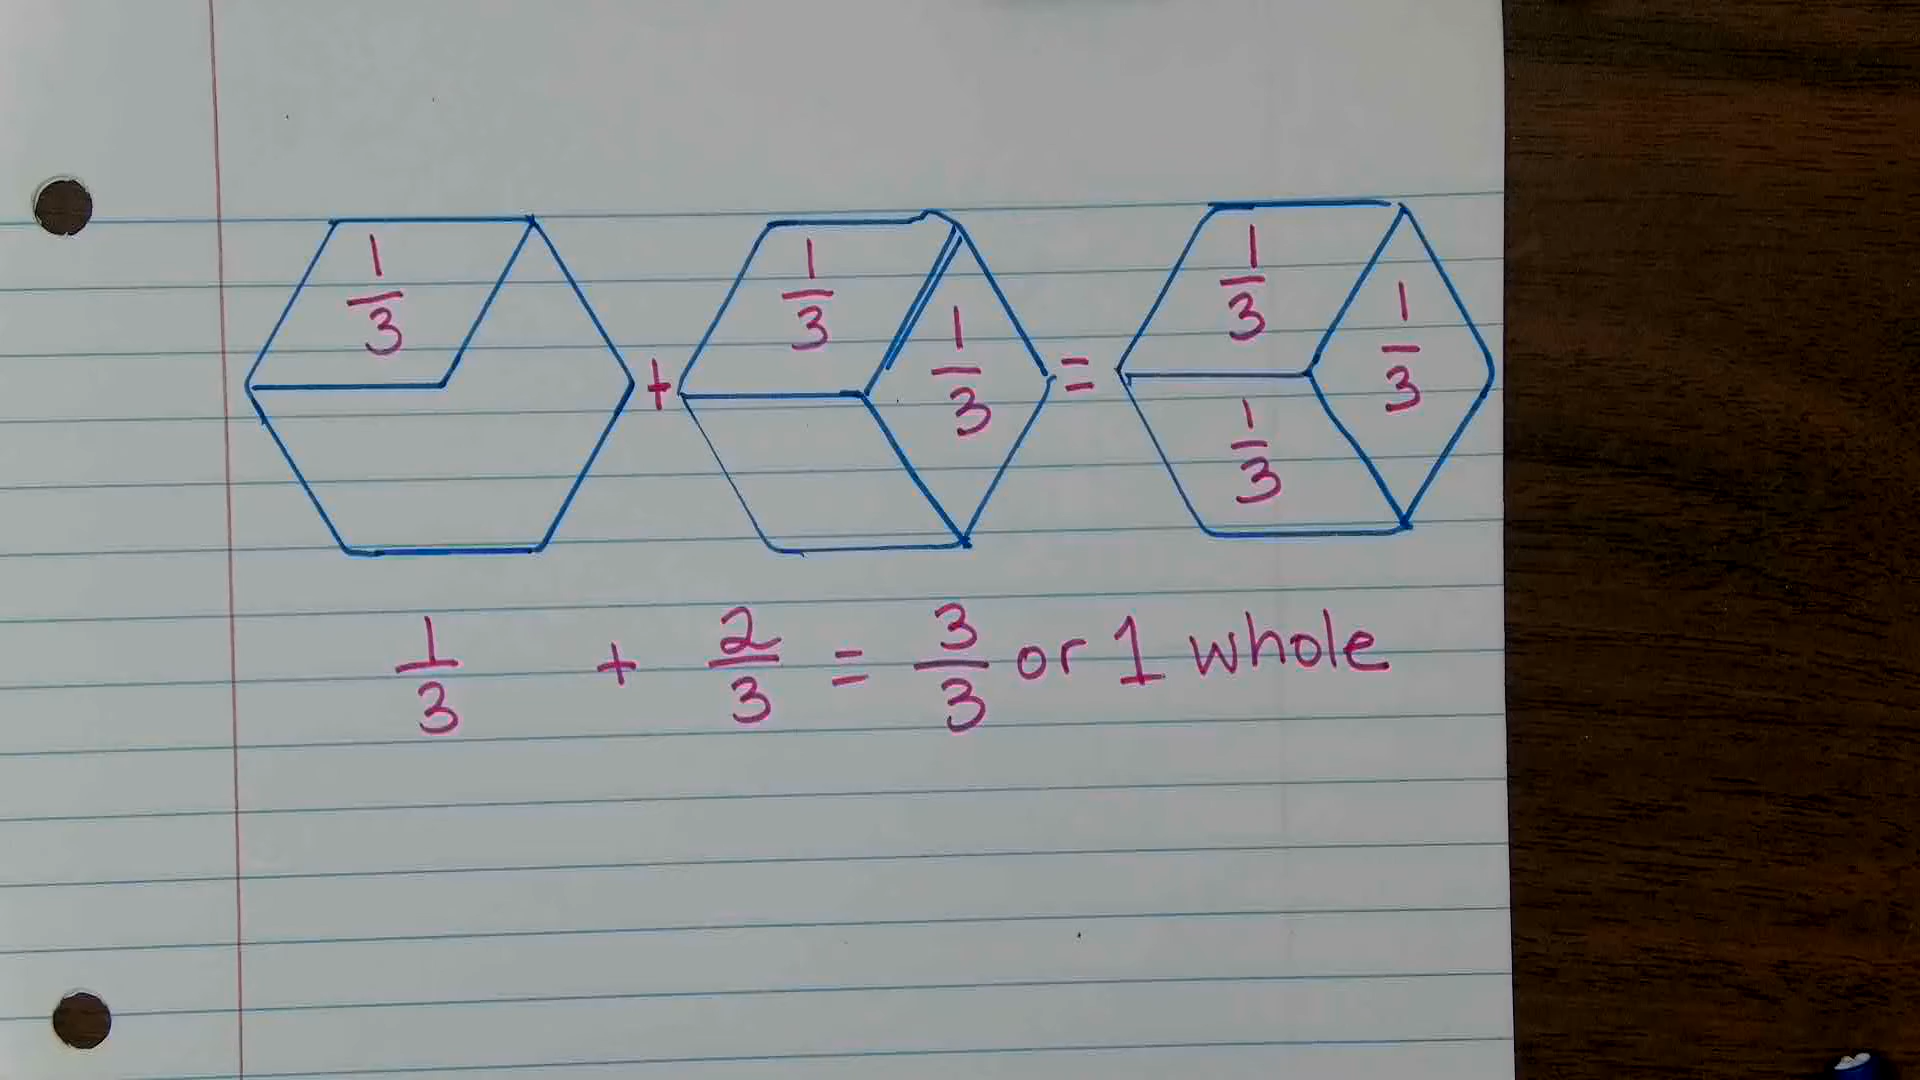 1/3 + 1/3 1/3 = 1/3 1/3 1/3
1/3 + 2/3 = 3/3 or 1 whole